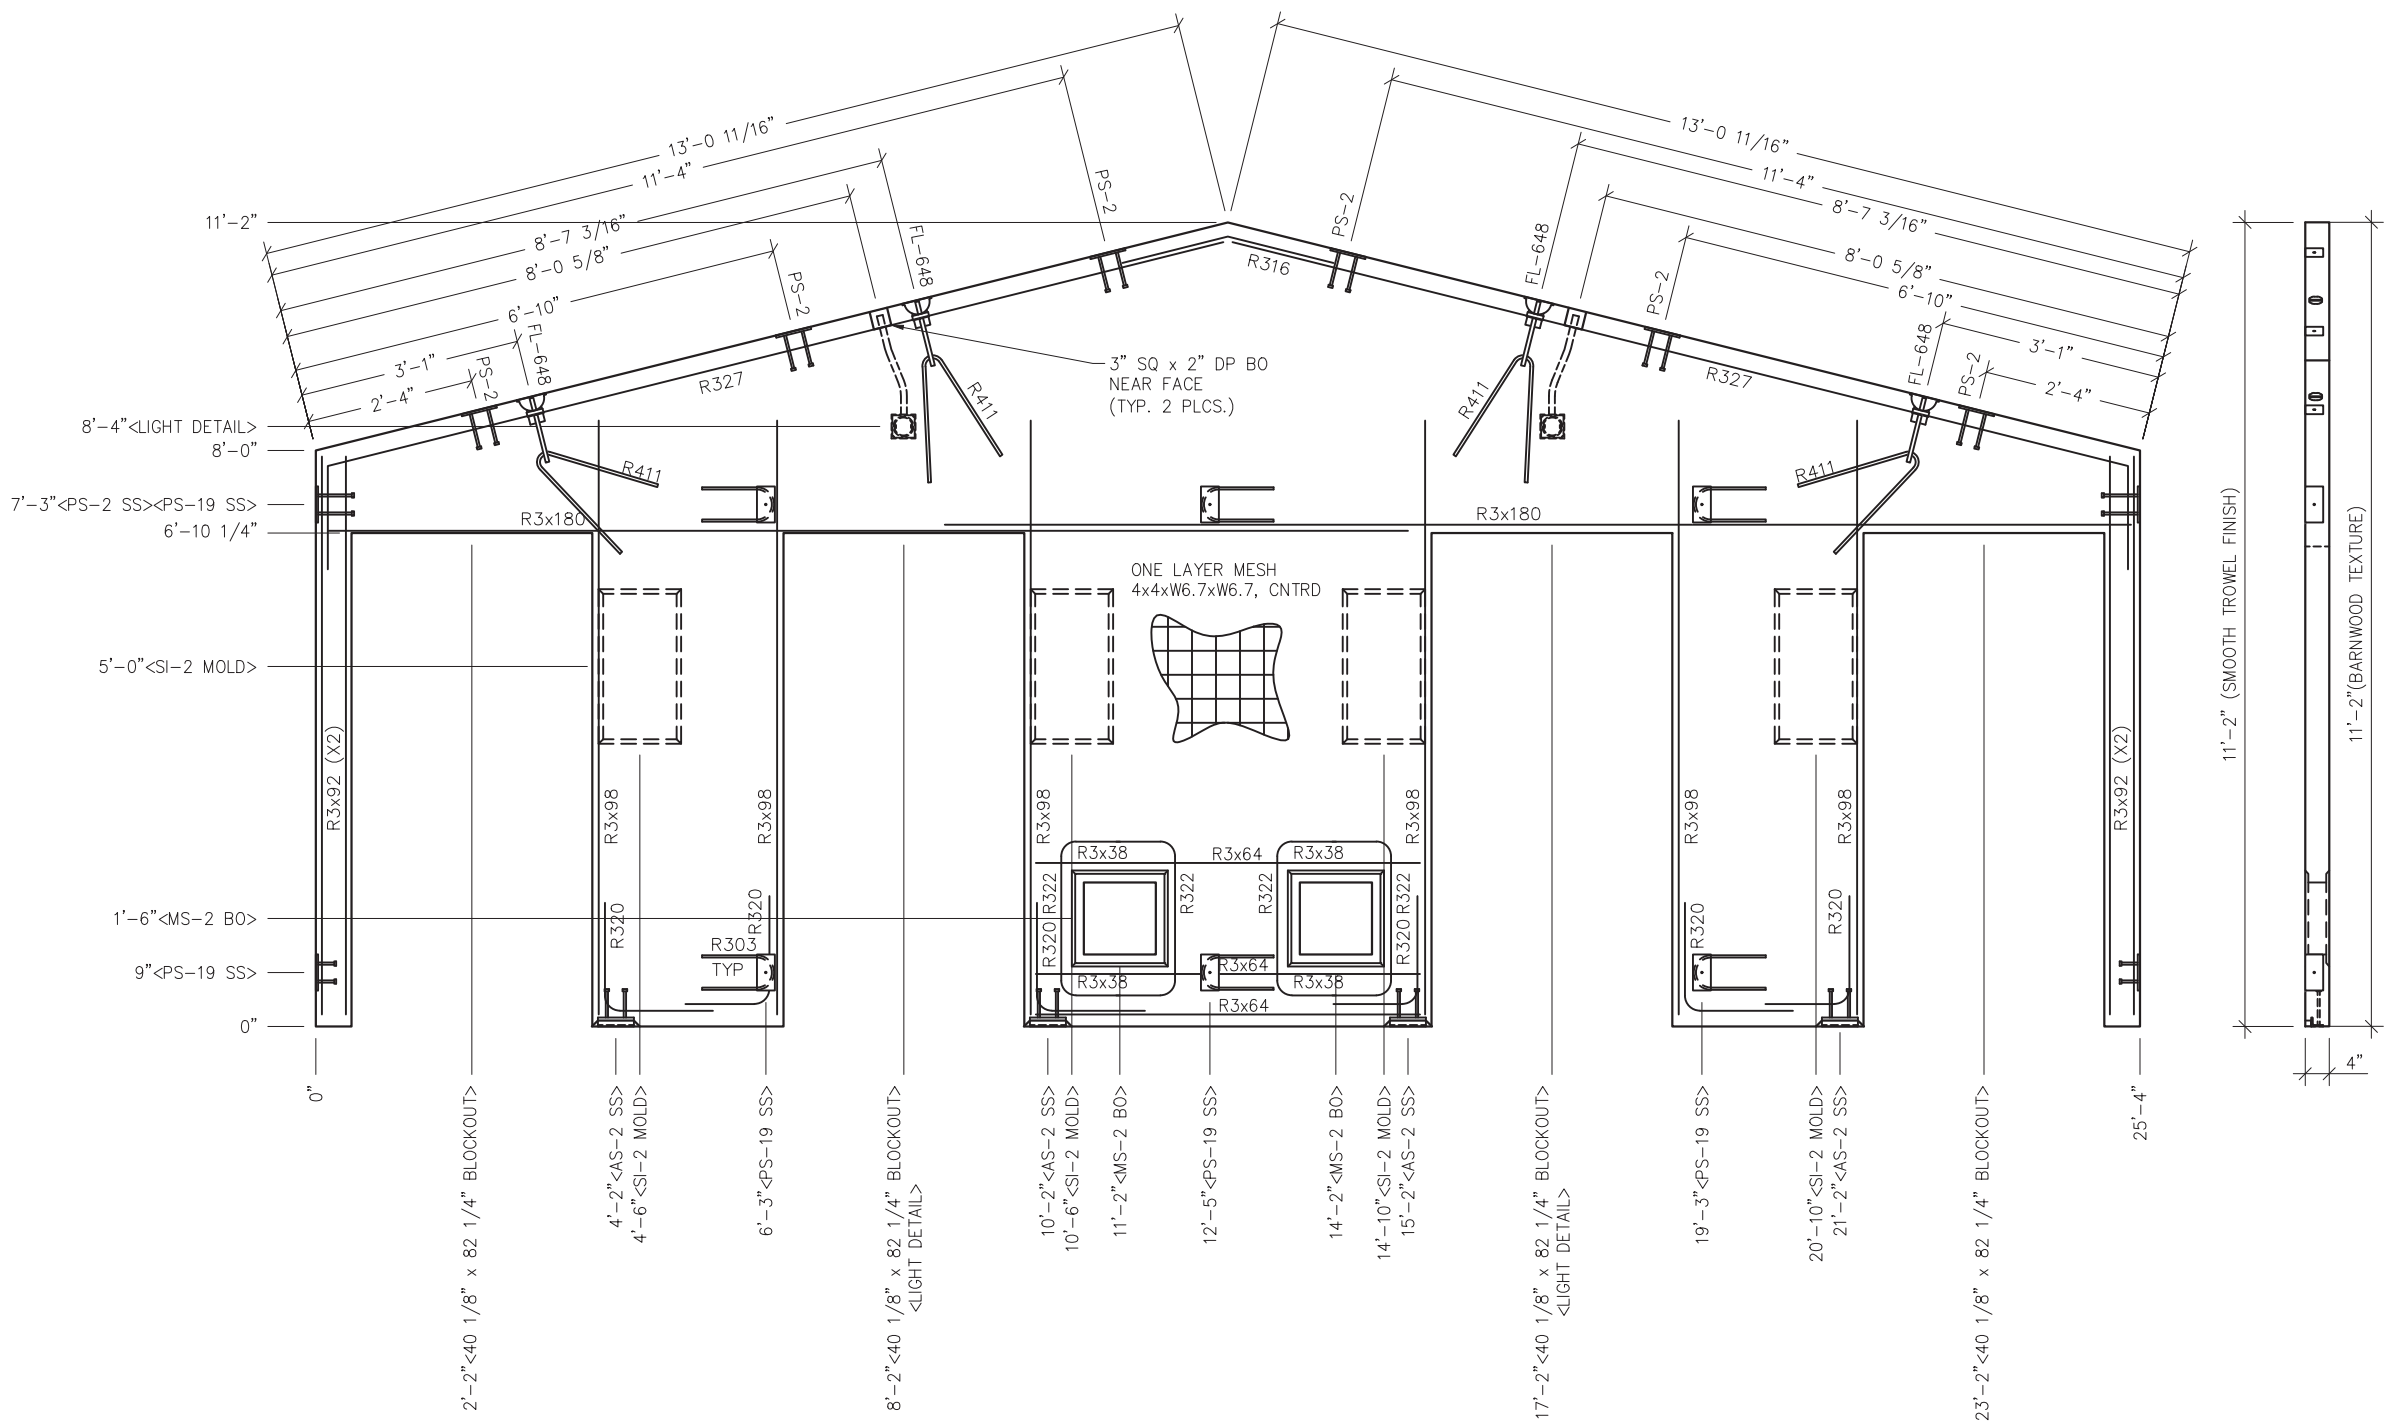 13'-0 11/16"
11'-4"
8'-7 3/16"
8'-0 5/8"
6'-10"
3'-1"
2'-4"
PS-2
FL-648
PS-2
FL-648
PS-2
13'-0 11/16"
11'-4"
8'-7 3/16"
8'-0 5/8"
6'-10"
3'-1"
2'-4"
PS-2
FL-648
PS-2
FL-648
PS-2
11'-2"
8'-4"<LIGHT DETAIL>
8'-0"
7'-3"<PS-2 SS><PS-19 SS>
6'-10 1/4"
5'-0"<SI-2 MOLD>
1'-6"<MS-2 BO>
9"<PS-19 SS>
0"
R316
R327
R327
3" SQ x 2" DP BO
NEAR FACE
(TYP. 2 PLCS.)
R411
R411
R411
R411
R3x180
R3x180
ONE LAYER MESH
4x4xW6.7xW6.7, CNTRD
R3x92 (X2)
R3x98
R3x98
R3x98
R3x98
R3x98
R3x98
R3x92 (X2)
R3x38
R3x64
R3x38
R322
R322
R322
R322
R320
R320
R320
R320
R320
R320
R303
TYP
R3x64
R3x38
R3x38
R3x64
0"
2'-2"<40 1/8" x 82 1/4" BLOCKOUT>
4'-2"<AS-2 SS>
4'-6"<SI-2 MOLD>
6'-3"<PS-19 SS>
8'-2"<40 1/8" x 82 1/4" BLOCKOUT>
<LIGHT DETAIL>
10'-2"<AS-2 SS>
10'-6"<SI-2 MOLD>
11'-2"<MS-2 BO>
12'-5"<PS-19 SS>
14'-2"<MS-2 BO>
14'-10"<SI-2 MOLD>
15'-2"<AS-2 SS>
17'-2"<40 1/8" x 82 1/4" BLOCKOUT>
<LIGHT DETAIL>
19'-3"<PS-19 SS>
20'-10"<SI-2 MOLD>
21'-2"<AS-2 SS>
23'-2"<40 1/8" x 82 1/4" BLOCKOUT>
25'-4"
11'-2" (SMOOTH TROWEL FINISH)
11'-2"(BARNWOOD TEXTURE)
4"